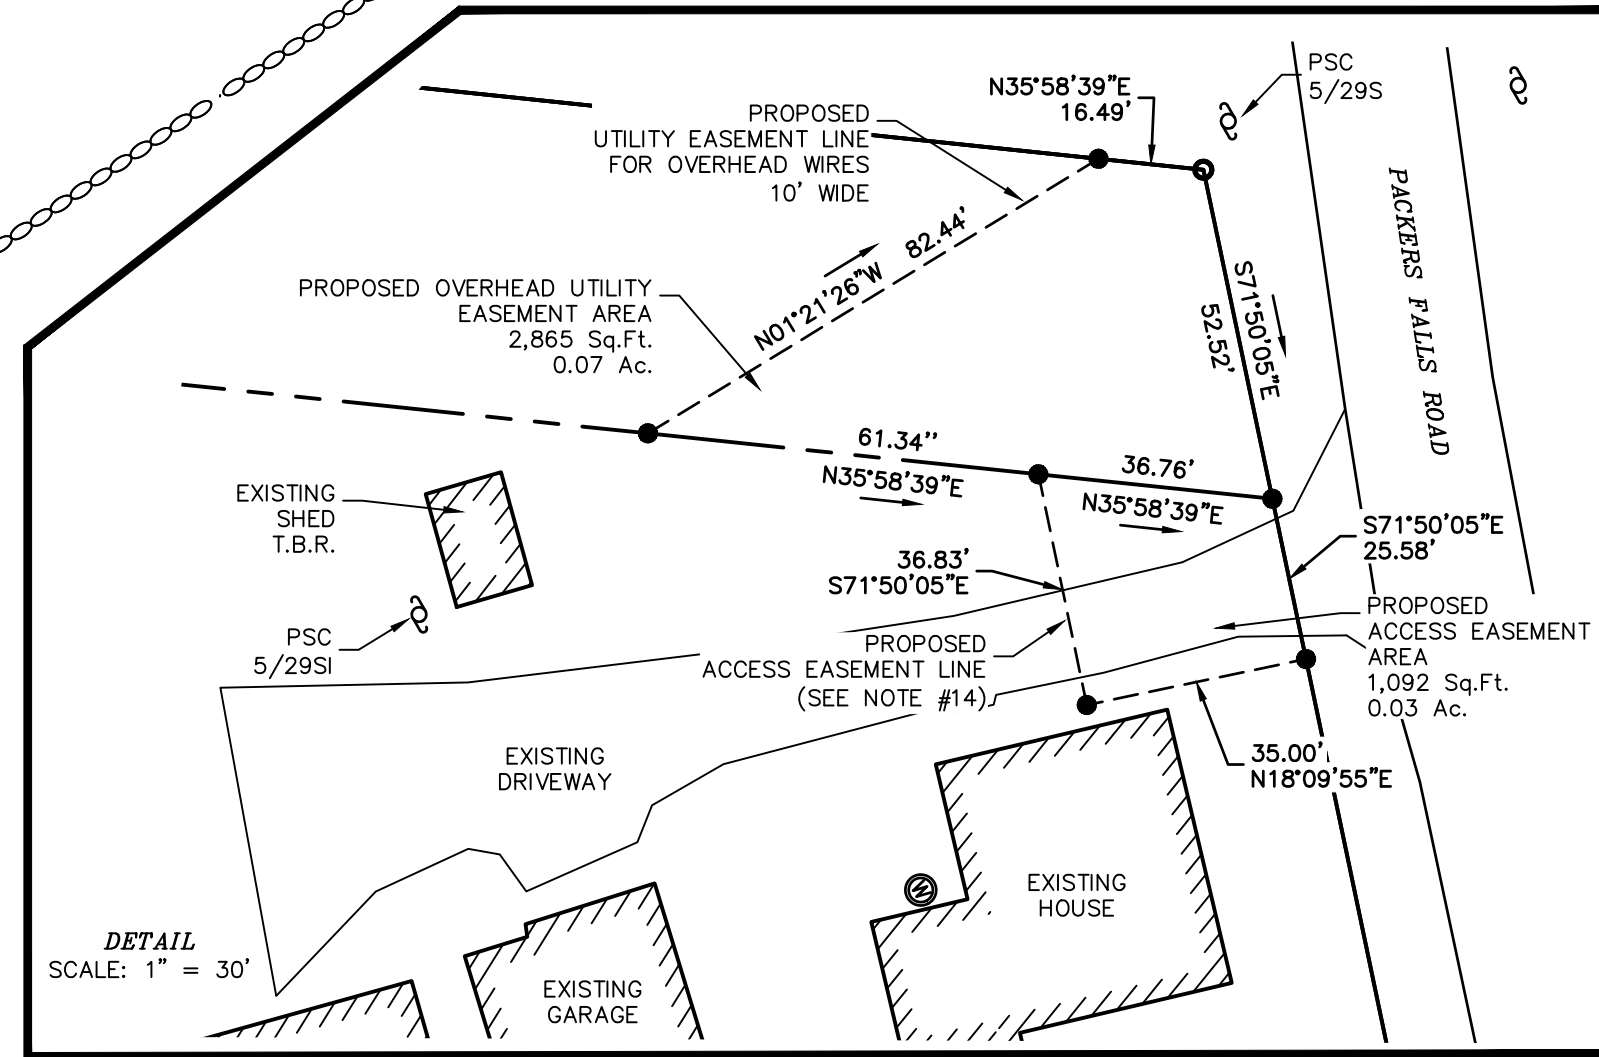 N35°58'39"E
16.49'
PSC
5/29S
PROPOSED
UTILITY EASEMENT LINE
FOR OVERHEAD WIRES
10' WIDE
PACKERS FALLS ROAD
N01°21'26"W 82.44'
S71°50'05"E
52.52'
PROPOSED OVERHEAD UTILITY
EASEMENT AREA
2,865 Sq.Ft.
0.07 Ac.
61.34''
N35°58'39"E
36.76'
N35°58'39"E
EXISTING
SHED
T.B.R.
S71°50'05"E
25.58'
36.83'
S71°50'05"E
PSC
5/29SI
PROPOSED
ACCESS EASEMENT LINE
(SEE NOTE #14)
PROPOSED
ACCESS EASEMENT
AREA
1,092 Sq.Ft.
0.03 Ac.
35.00'
N18°09'55"E
EXISTING
DRIVEWAY
W
EXISTING
HOUSE
DETAIL
SCALE: 1" = 30'
EXISTING
GARAGE